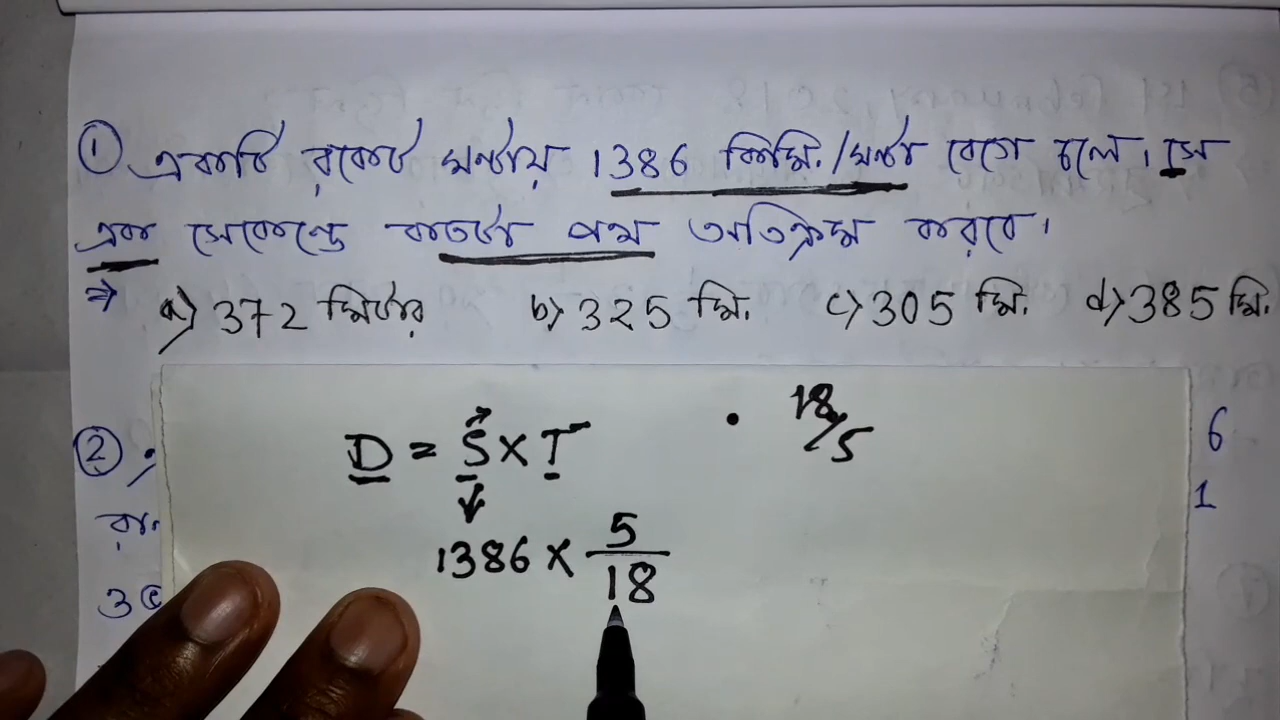 ① একটি রকেট ঘন্টায় 1386 কিমি./ঘন্টা বেগে চলে। সে
এক সেকেন্ডে কতটা পথ অতিক্রম করবে।
⇒ a) 372 মিটার b) 325 মি. c) 305 মি. d) 385 মি.
D = S × T
18/5
1386 × 5/18
②
6
1